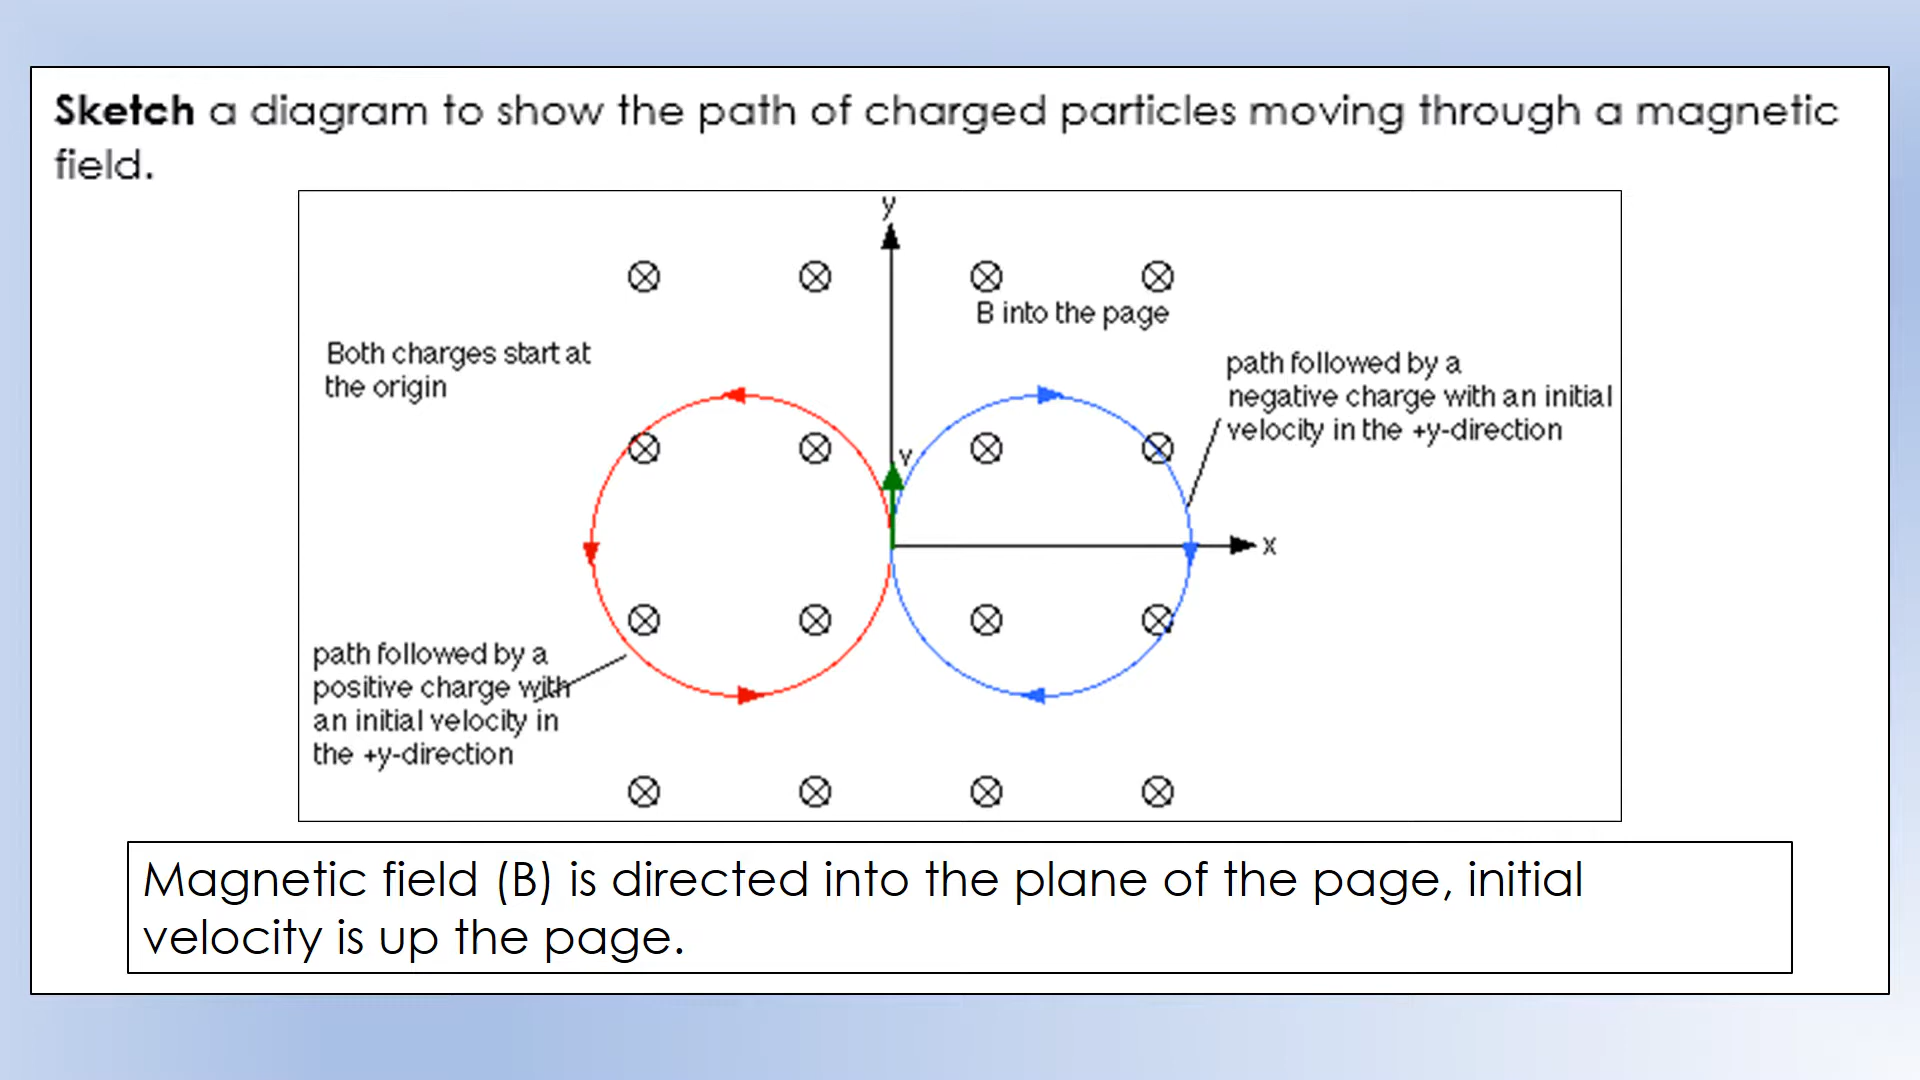 Sketch a diagram to show the path of charged particles moving through a magnetic
field.
y
B into the page
Both charges start at
the origin
path followed by a
negative charge with an initial
velocity in the +y-direction
v
x
path followed by a
positive charge with
an initial velocity in
the +y-direction
Magnetic field (B) is directed into the plane of the page, initial
velocity is up the page.